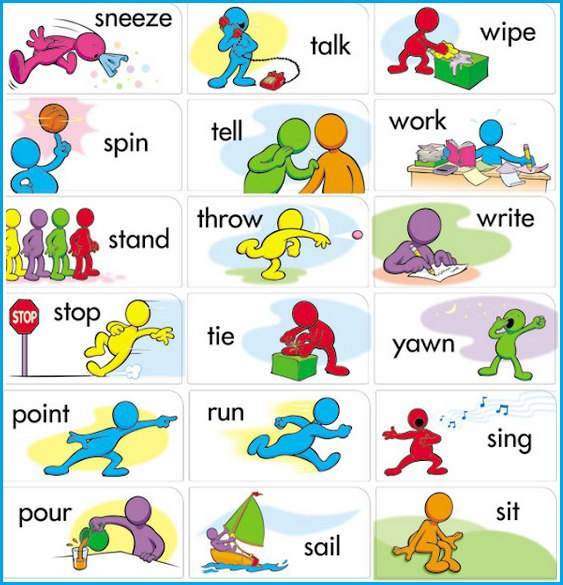 sneeze
talk
wipe
spin
tell
work
stand
throw
write
STOP
stop
tie
yawn
point
run
sing
pour
sail
sit